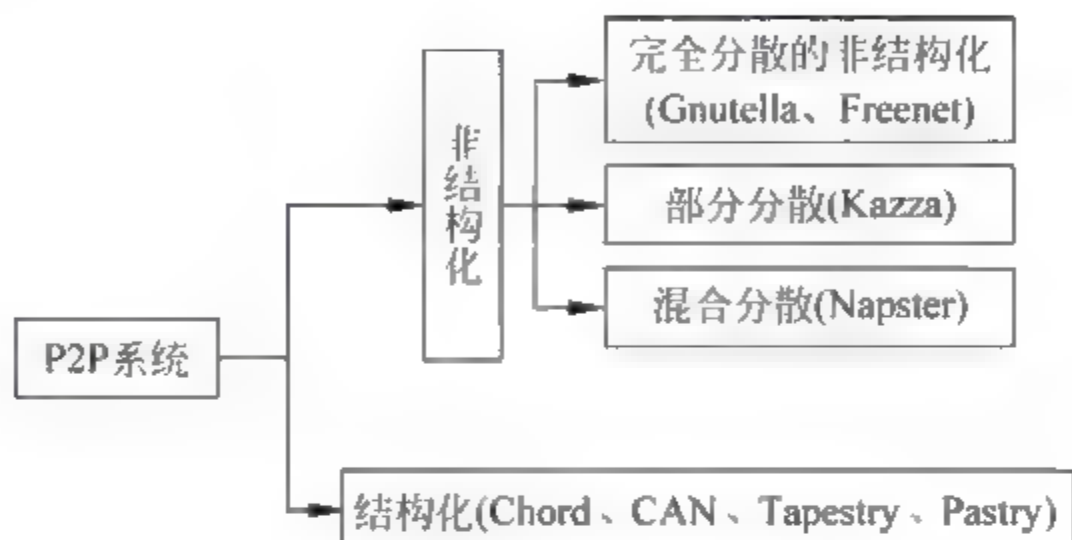 完全分散的非结构化
(Gnutella、Freenet)
非结构化
部分分散(Kazza)
混合分散(Napster)
P2P系统
结构化(Chord、CAN、Tapestry、Pastry)